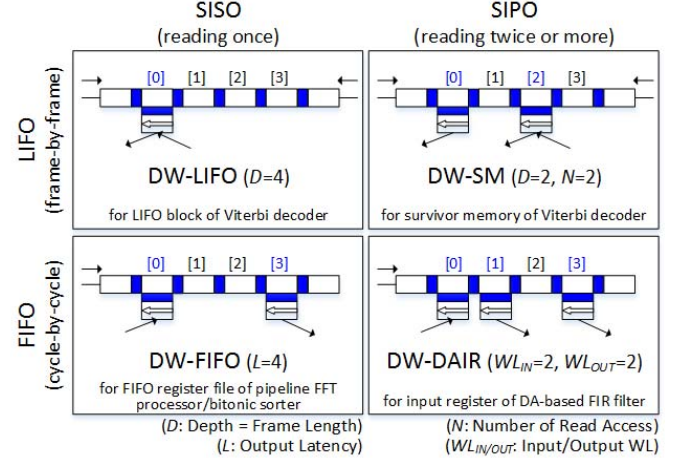 SISO
(reading once)
SIPO
(reading twice or more)
LIFO
(frame-by-frame)
[0] [1] [2] [3]
DW-LIFO (D=4)
for LIFO block of Viterbi decoder
[0] [1] [2] [3]
DW-SM (D=2, N=2)
for survivor memory of Viterbi decoder
FIFO
(cycle-by-cycle)
[0] [1] [2] [3]
DW-FIFO (L=4)
for FIFO register file of pipeline FFT
processor/bitonic sorter
[0] [1] [2] [3]
DW-DAIR (WL_IN=2, WL_OUT=2)
for input register of DA-based FIR filter
(D: Depth = Frame Length)
(L: Output Latency)
(N: Number of Read Access)
(WL_IN/OUT: Input/Output WL)